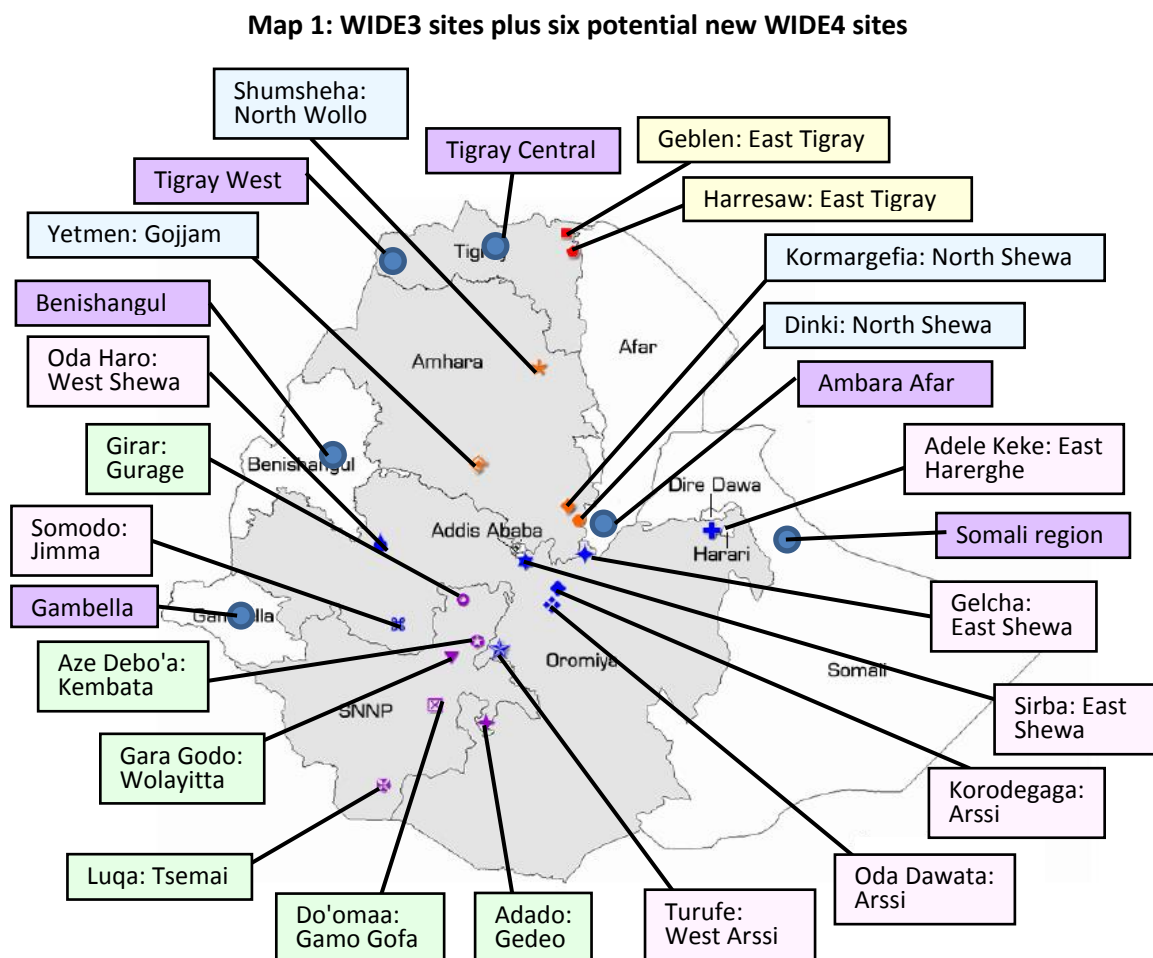 Map 1: WIDE3 sites plus six potential new WIDE4 sites
Shumsheha:
North Wollo
Tigray West
Tigray Central
Geblen: East Tigray
Harresaw: East Tigray
Yetmen: Gojjam
Kormargefia: North Shewa
Benishangul
Dinki: North Shewa
Oda Haro:
West Shewa
Ambara Afar
Girar:
Gurage
Adele Keke: East
Harerghe
Somodo:
Jimma
Somali region
Gambella
Gelcha:
East Shewa
Aze Debo'a:
Kembata
Sirba: East
Shewa
Gara Godo:
Wolayitta
Korodegaga:
Arssi
Luqa: Tsemai
Do'omaa:
Gamo Gofa
Adado:
Gedeo
Turufe:
West Arssi
Oda Dawata:
Arssi
Amhara
Afar
Benishangul
Dire Dawa
Addis Ababa
Harari
Oromiya
Somali
SNNP